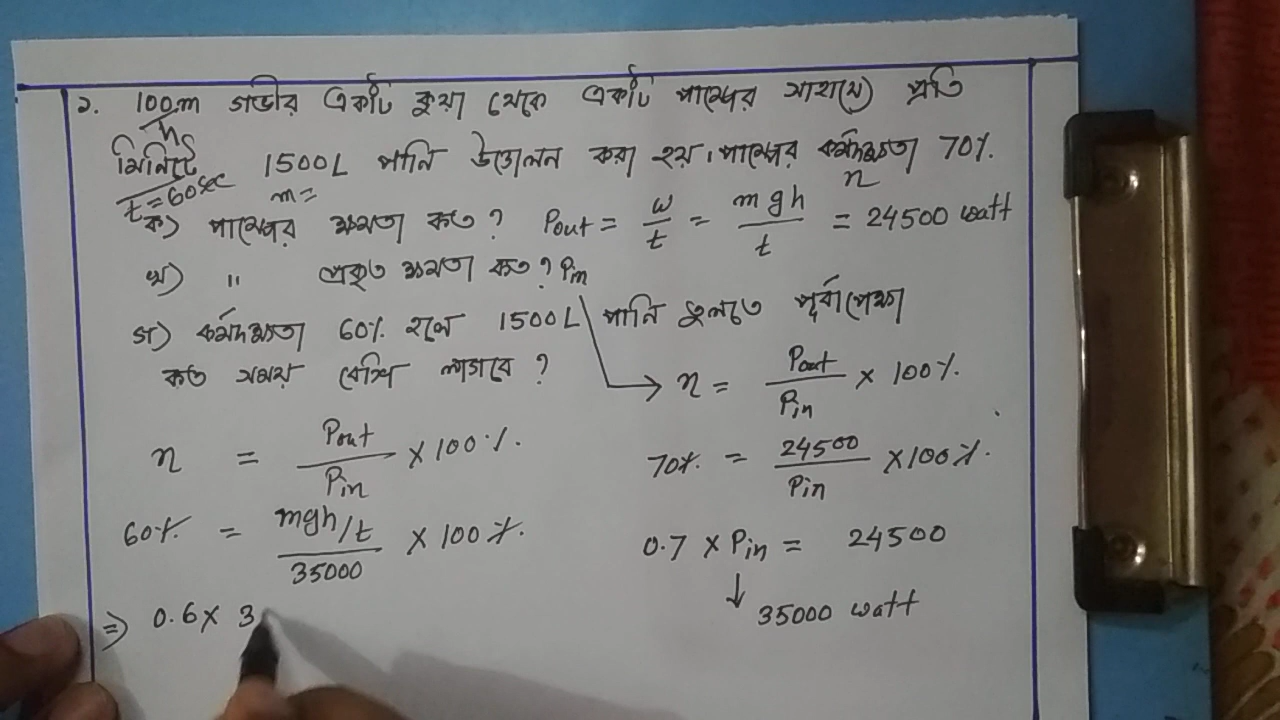 ১. 100m গভীর একটি কুয়া থেকে একটি পাম্পের সাহায্যে প্রতি
h
মিনিটে 1500L পানি উত্তোলন করা হয়। পাম্পের কর্মদক্ষতা 70%.
t = 60sec m = n
ক) পাম্পের ক্ষমতা কত? Pout = w/t = mgh/t = 24500 watt
খ) " প্রকৃত ক্ষমতা কত? Pin
গ) কর্মদক্ষতা 60% হলে 1500L পানি তুলতে পূর্বাপেক্ষা
কত সময় বেশি লাগবে?
n = Pout/Pin × 100%.
n = Pout/Pin × 100%.
70% = 24500/Pin × 100%.
60% = mgh/t/35000 × 100%.
0.7 × Pin = 24500
↓ 35000 watt
⇒ 0.6 × 3